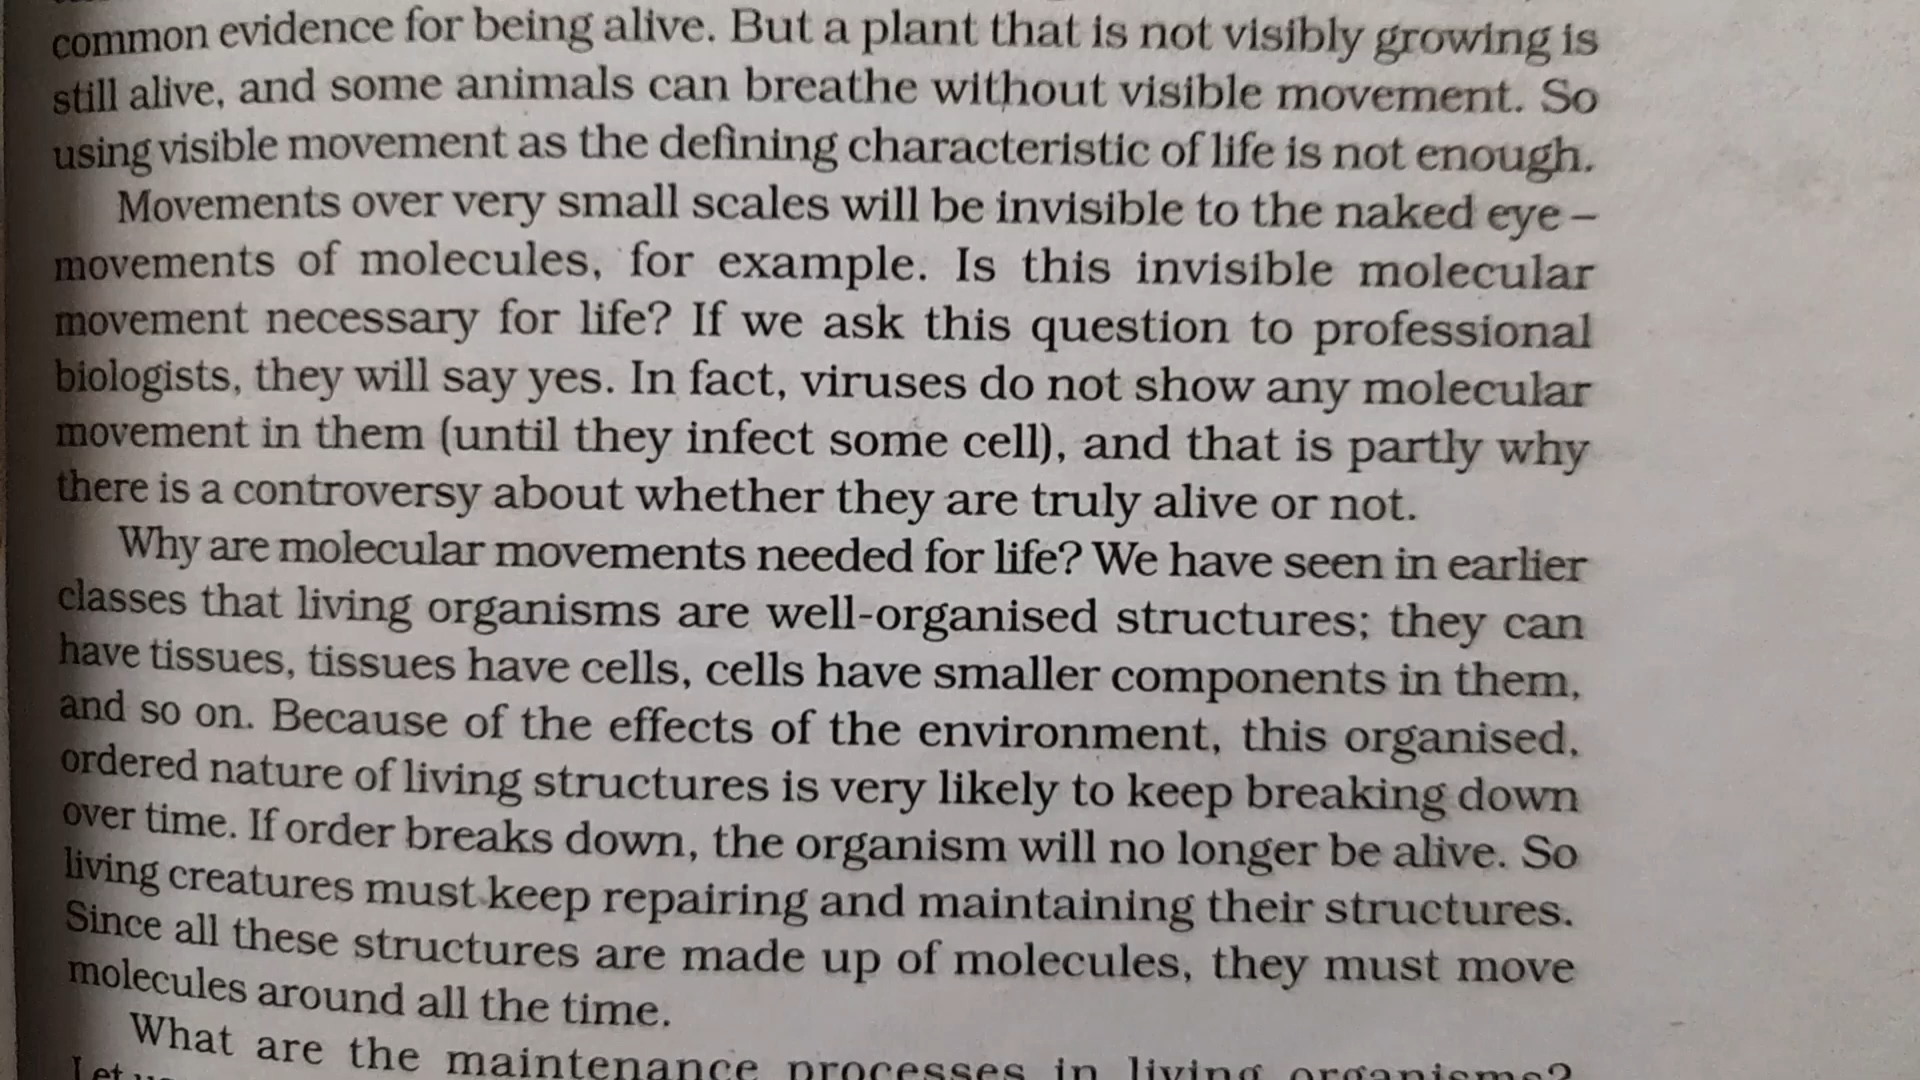 common evidence for being alive. But a plant that is not visibly growing is
still alive, and some animals can breathe without visible movement. So
using visible movement as the defining characteristic of life is not enough.
Movements over very small scales will be invisible to the naked eye –
movements of molecules, for example. Is this invisible molecular
movement necessary for life? If we ask this question to professional
biologists, they will say yes. In fact, viruses do not show any molecular
movement in them (until they infect some cell), and that is partly why
there is a controversy about whether they are truly alive or not.
Why are molecular movements needed for life? We have seen in earlier
classes that living organisms are well-organised structures; they can
have tissues, tissues have cells, cells have smaller components in them,
and so on. Because of the effects of the environment, this organised,
ordered nature of living structures is very likely to keep breaking down
over time. If order breaks down, the organism will no longer be alive. So
living creatures must keep repairing and maintaining their structures.
Since all these structures are made up of molecules, they must move
molecules around all the time.
What are the maintenance processes in living organisms?
Let